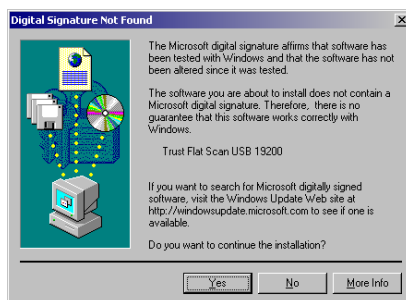 Digital Signature Not Found
The Microsoft digital signature affirms that software has
been tested with Windows and that the software has not
been altered since it was tested.
The software you are about to install does not contain a
Microsoft digital signature. Therefore, there is no
guarantee that this software works correctly with
Windows.
Trust Flat Scan USB 19200
If you want to search for Microsoft digitally signed
software, visit the Windows Update Web site at
http://windowsupdate.microsoft.com to see if one is
available.
Do you want to continue the installation?
Yes No More Info